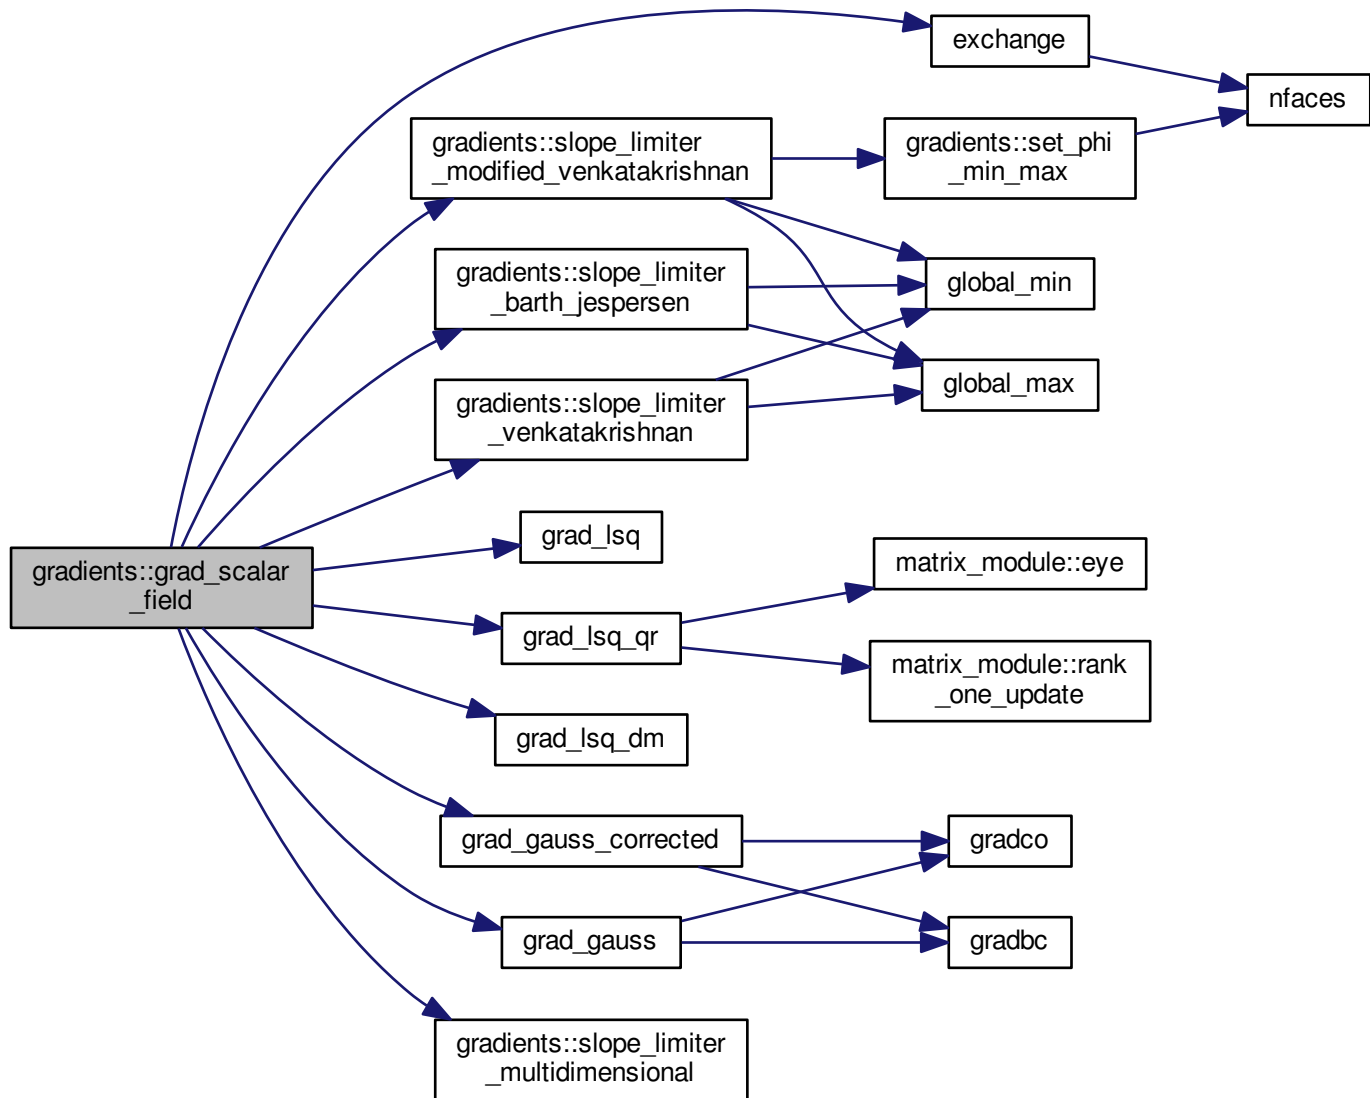 exchange
nfaces
gradients::slope_limiter
_modified_venkatakrishnan
gradients::set_phi
_min_max
gradients::slope_limiter
_barth_jespersen
global_min
global_max
gradients::slope_limiter
_venkatakrishnan
grad_lsq
matrix_module::eye
gradients::grad_scalar
_field
grad_lsq_qr
matrix_module::rank
_one_update
grad_lsq_dm
grad_gauss_corrected
gradco
grad_gauss
gradbc
gradients::slope_limiter
_multidimensional